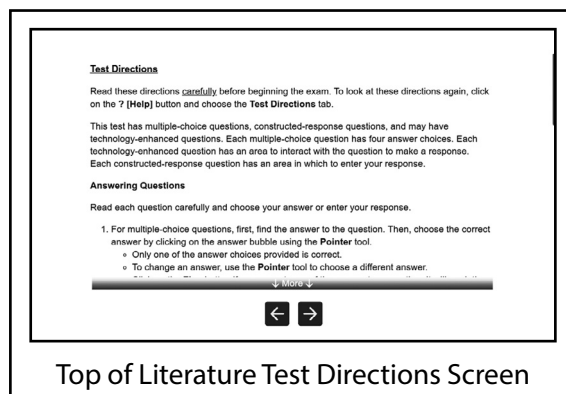 Test Directions
Read these directions carefully before beginning the exam. To look at these directions again, click
on the ? [Help] button and choose the Test Directions tab.
This test has multiple-choice questions, constructed-response questions, and may have
technology-enhanced questions. Each multiple-choice question has four answer choices. Each
technology-enhanced question has an area to interact with the question to make a response.
Each constructed-response question has an area in which to enter your response.
Answering Questions
Read each question carefully and choose your answer or enter your response.
1. For multiple-choice questions, first, find the answer to the question. Then, choose the correct
answer by clicking on the answer bubble using the Pointer tool.
○ Only one of the answer choices provided is correct.
○ To change an answer, use the Pointer tool to choose a different answer.
↓ More ↓
← →
Top of Literature Test Directions Screen